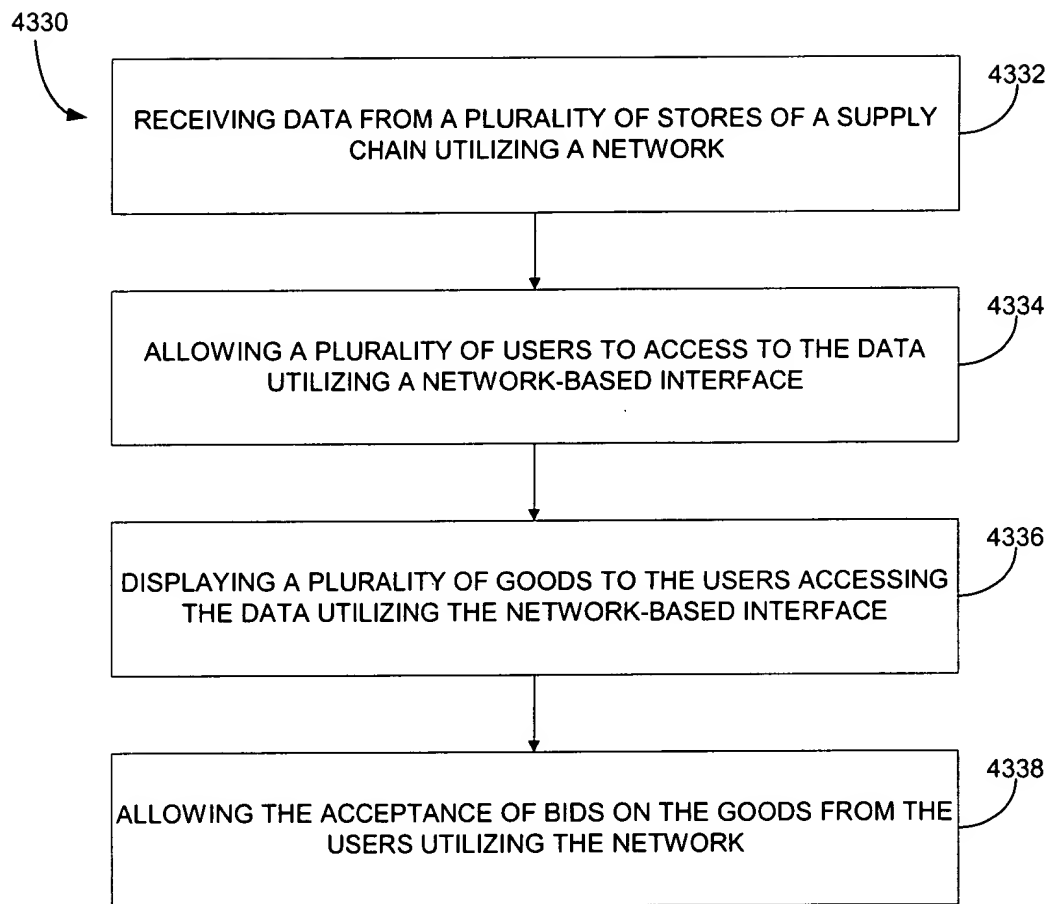 4330
4332
RECEIVING DATA FROM A PLURALITY OF STORES OF A SUPPLY
CHAIN UTILIZING A NETWORK
4334
ALLOWING A PLURALITY OF USERS TO ACCESS TO THE DATA
UTILIZING A NETWORK-BASED INTERFACE
4336
DISPLAYING A PLURALITY OF GOODS TO THE USERS ACCESSING
THE DATA UTILIZING THE NETWORK-BASED INTERFACE
4338
ALLOWING THE ACCEPTANCE OF BIDS ON THE GOODS FROM THE
USERS UTILIZING THE NETWORK